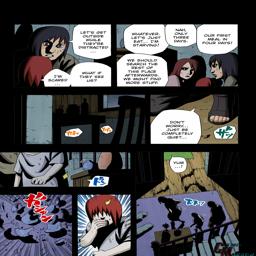 LET'S GET
OUTSIDE
WHILE
THEY'RE
DISTRACTED
....
I'M
SCARED!
WHAT IF
THEY SEE
US?
WHATEVER.
LET'S JUST
EAT... I'M
STARVING!
WE SHOULD
SEARCH THE
REST OF
THIS PLACE
AFTERWARDS.
WE MIGHT
FIND MORE
STUFF.
NAH,
ONLY
THREE
DAYS.
OUR FIRST
MEAL IN
FOUR DAYS!
DON'T
WORRY...
JUST BE
COMPLETELY
QUIET...